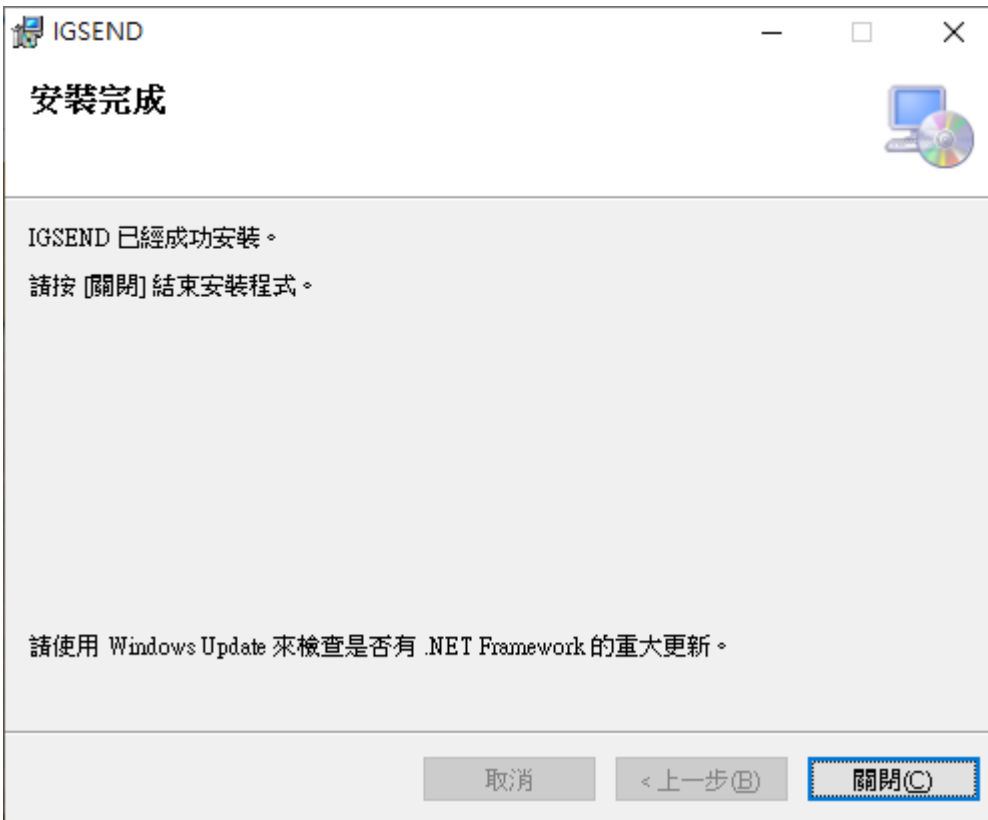 IGSEND
安裝完成
IGSEND 已經成功安裝。
請按 [關閉] 結束安裝程式。
請使用 Windows Update 來檢查是否有 .NET Framework 的重大更新。
取消
< 上一步(B)
關閉(C)